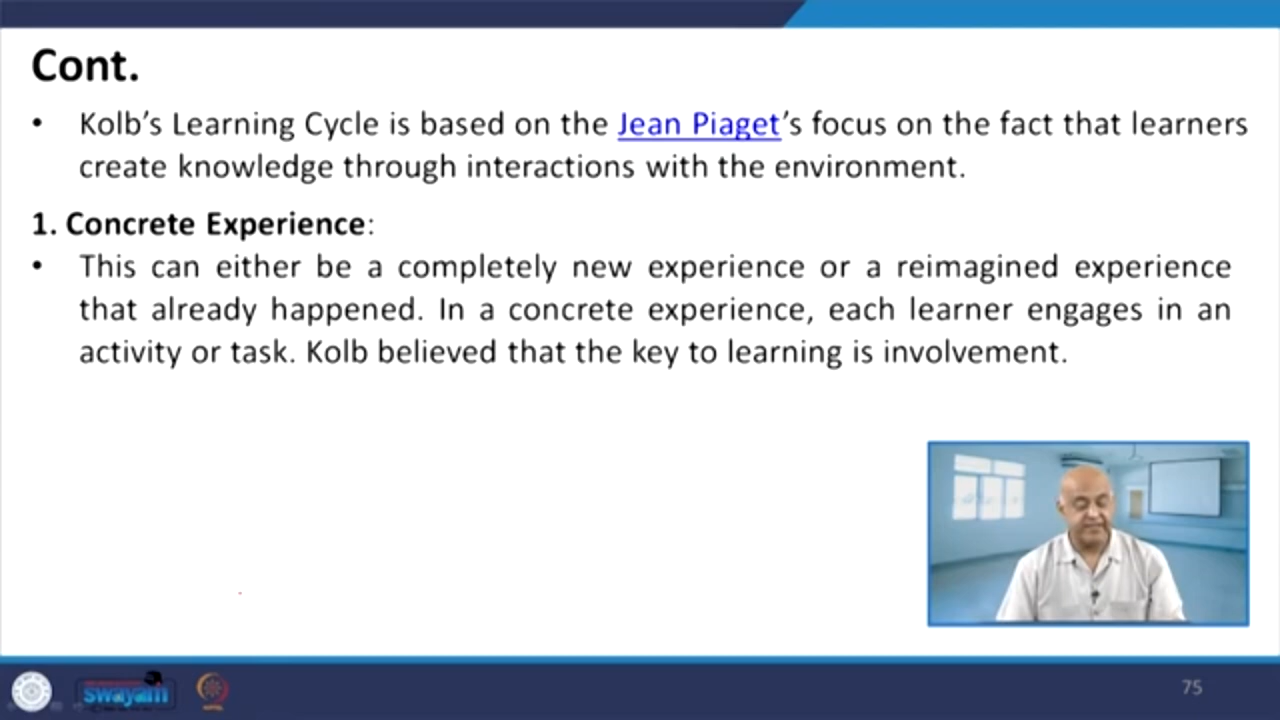 Cont.
• Kolb's Learning Cycle is based on the Jean Piaget's focus on the fact that learners
create knowledge through interactions with the environment.
1. Concrete Experience:
• This can either be a completely new experience or a reimagined experience
that already happened. In a concrete experience, each learner engages in an
activity or task. Kolb believed that the key to learning is involvement.
swayam
75